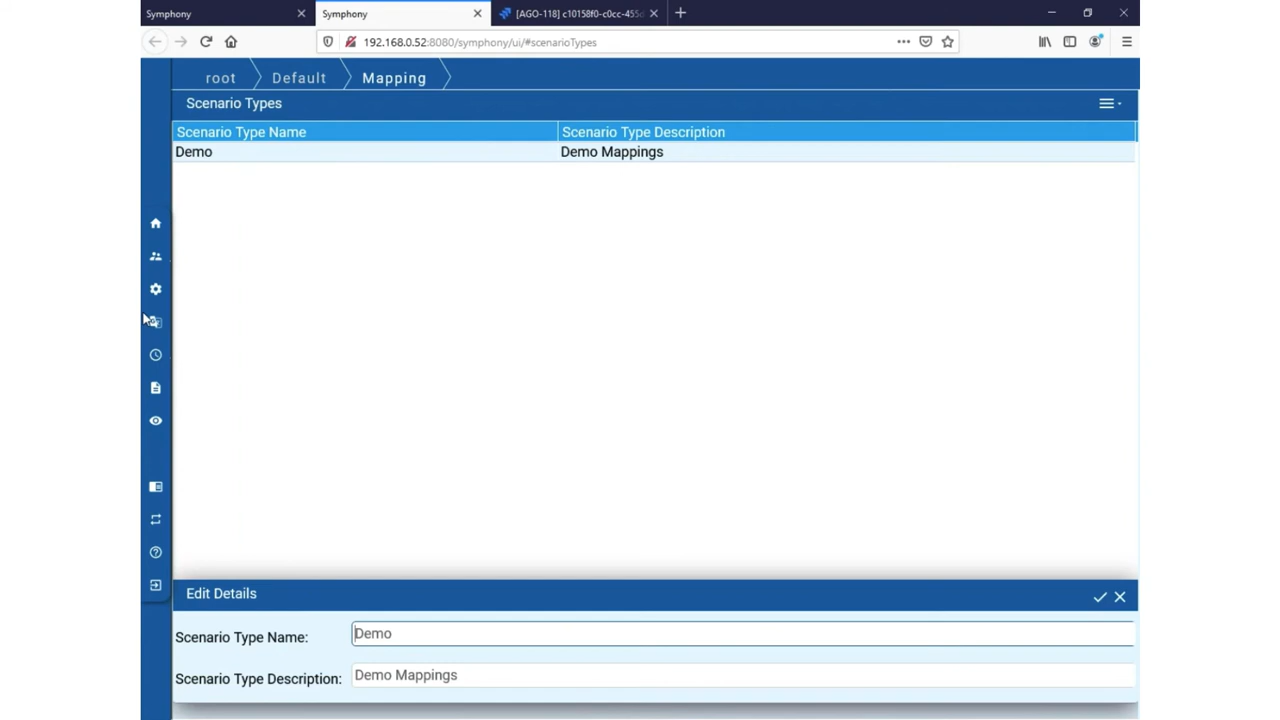 Symphony
Symphony
[AGO-118] c10158f0-c0cc-455d
192.168.0.52:8080/symphony/ui/#scenarioTypes
root
Default
Mapping
Scenario Types
Scenario Type Name
Scenario Type Description
Demo
Demo Mappings
Edit Details
Scenario Type Name:
Demo
Scenario Type Description:
Demo Mappings